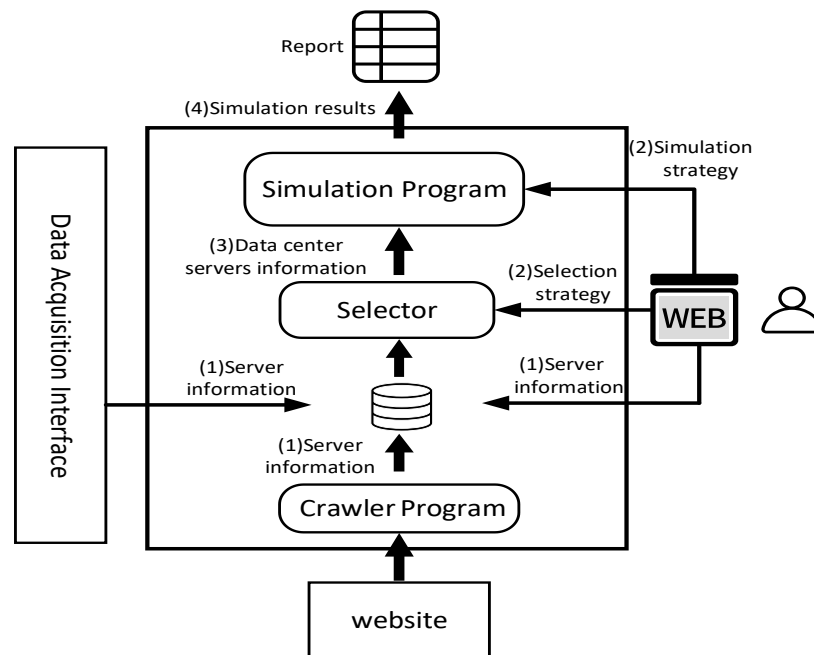 Report
(4)Simulation results
(2)Simulation
strategy
Simulation Program
(3)Data center
servers information
(2)Selection
strategy
Selector
WEB
Data Acquisition Interface
(1)Server
information
(1)Server
information
(1)Server
information
Crawler Program
website